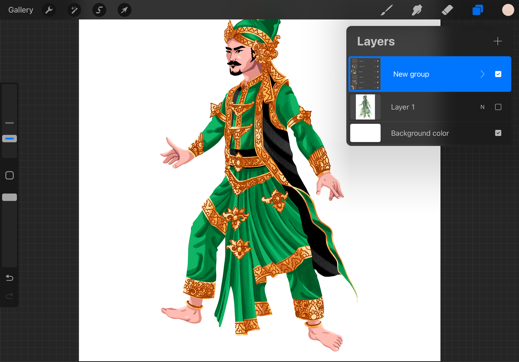 Gallery
Layers
New group
Layer 1
N
Background color